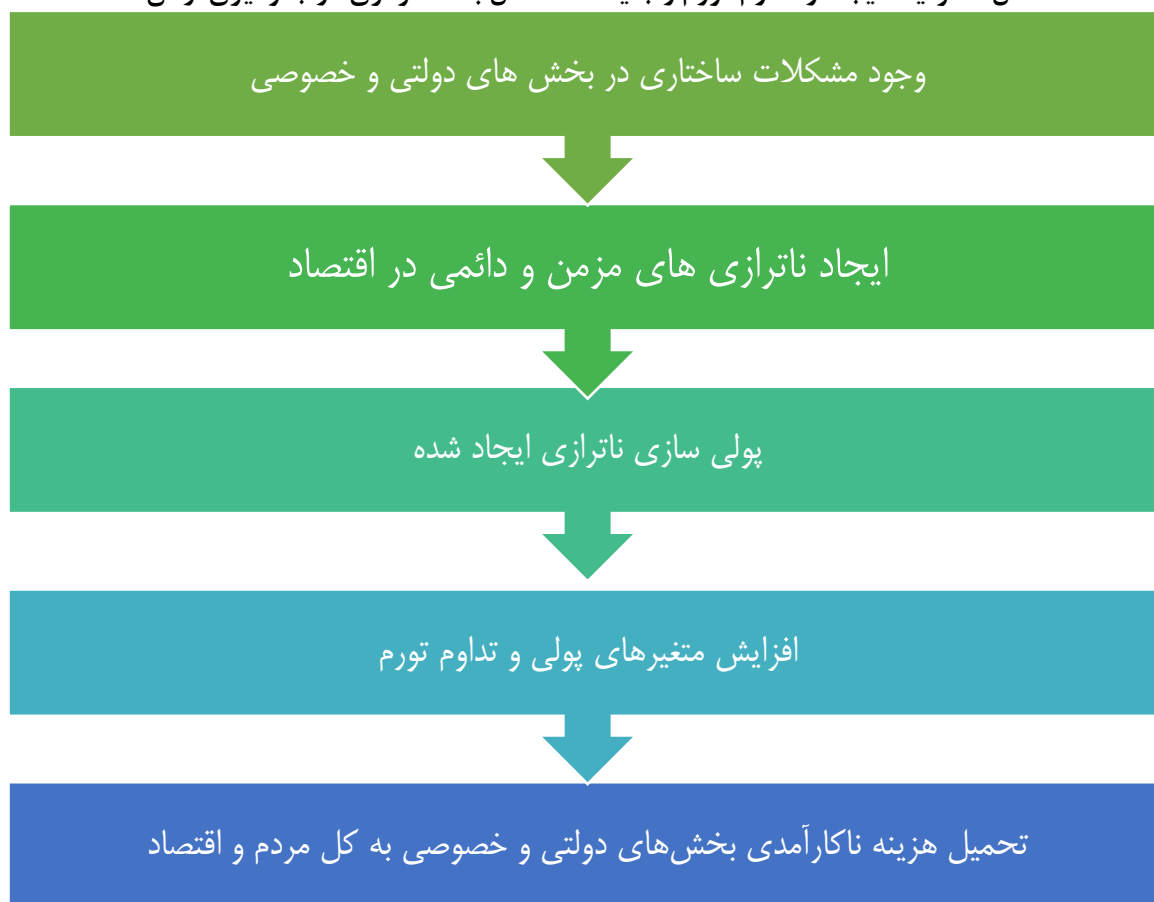 وجود مشکلات ساختاری در بخش های دولتی و خصوصی
ایجاد ناترازی های مزمن و دائمی در اقتصاد
پولی سازی ناترازی ایجاد شده
افزایش متغیرهای پولی و تداوم تورم
تحمیل هزینه ناکارآمدی بخش‌های دولتی و خصوصی به کل مردم و اقتصاد